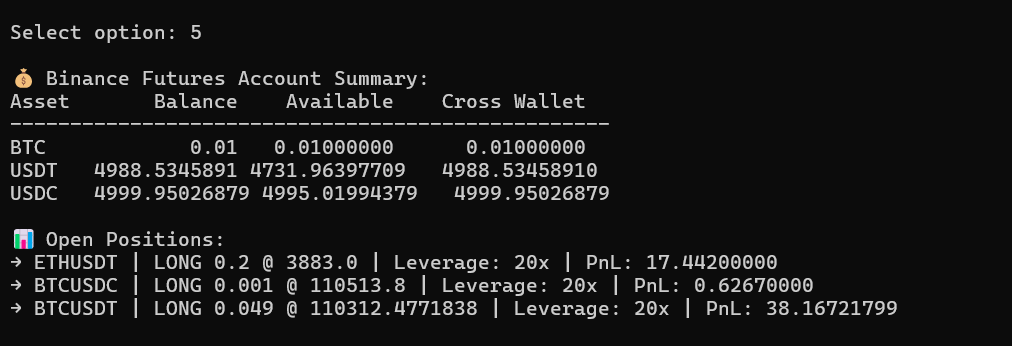 Select option: 5
💰 Binance Futures Account Summary:
Asset        Balance    Available    Cross Wallet
--------------------------------------------------
BTC            0.01   0.01000000      0.01000000
USDT   4988.5345891 4731.96397709   4988.53458910
USDC   4999.95026879 4995.01994379   4999.95026879
📊 Open Positions:
→ ETHUSDT | LONG 0.2 @ 3883.0 | Leverage: 20x | PnL: 17.44200000
→ BTCUSDC | LONG 0.001 @ 110513.8 | Leverage: 20x | PnL: 0.62670000
→ BTCUSDT | LONG 0.049 @ 110312.4771838 | Leverage: 20x | PnL: 38.16721799